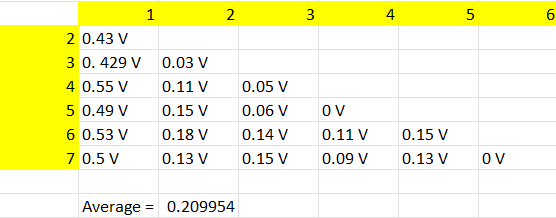 1 2 3 4 5 6
2 0.43 V
3 0. 429 V 0.03 V
4 0.55 V 0.11 V 0.05 V
5 0.49 V 0.15 V 0.06 V 0 V
6 0.53 V 0.18 V 0.14 V 0.11 V 0.15 V
7 0.5 V 0.13 V 0.15 V 0.09 V 0.13 V 0 V
Average = 0.209954